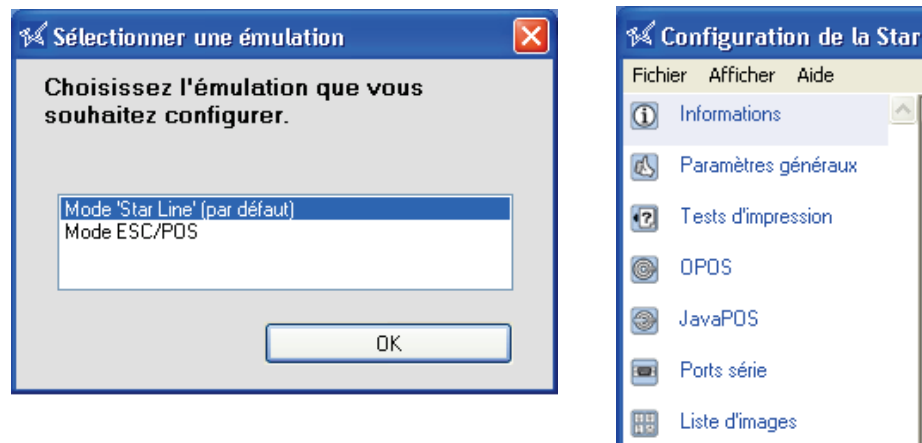 Sélectionner une émulation
Choisissez l'émulation que vous
souhaitez configurer.
Mode 'Star Line' (par défaut)
Mode ESC/POS
OK
Configuration de la Star
Fichier Afficher Aide
Informations
Paramètres généraux
Tests d'impression
OPOS
JavaPOS
Ports série
Liste d'images